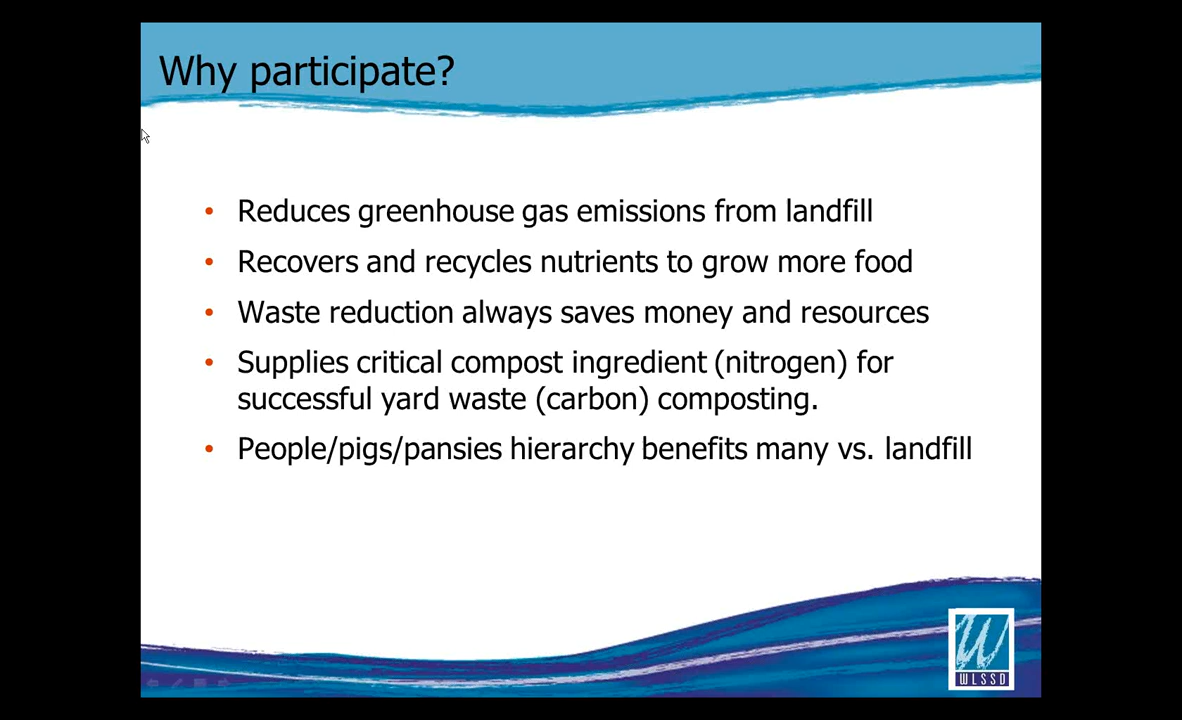 Why participate?
• Reduces greenhouse gas emissions from landfill
• Recovers and recycles nutrients to grow more food
• Waste reduction always saves money and resources
• Supplies critical compost ingredient (nitrogen) for
successful yard waste (carbon) composting.
• People/pigs/pansies hierarchy benefits many vs. landfill
W
WLSSD